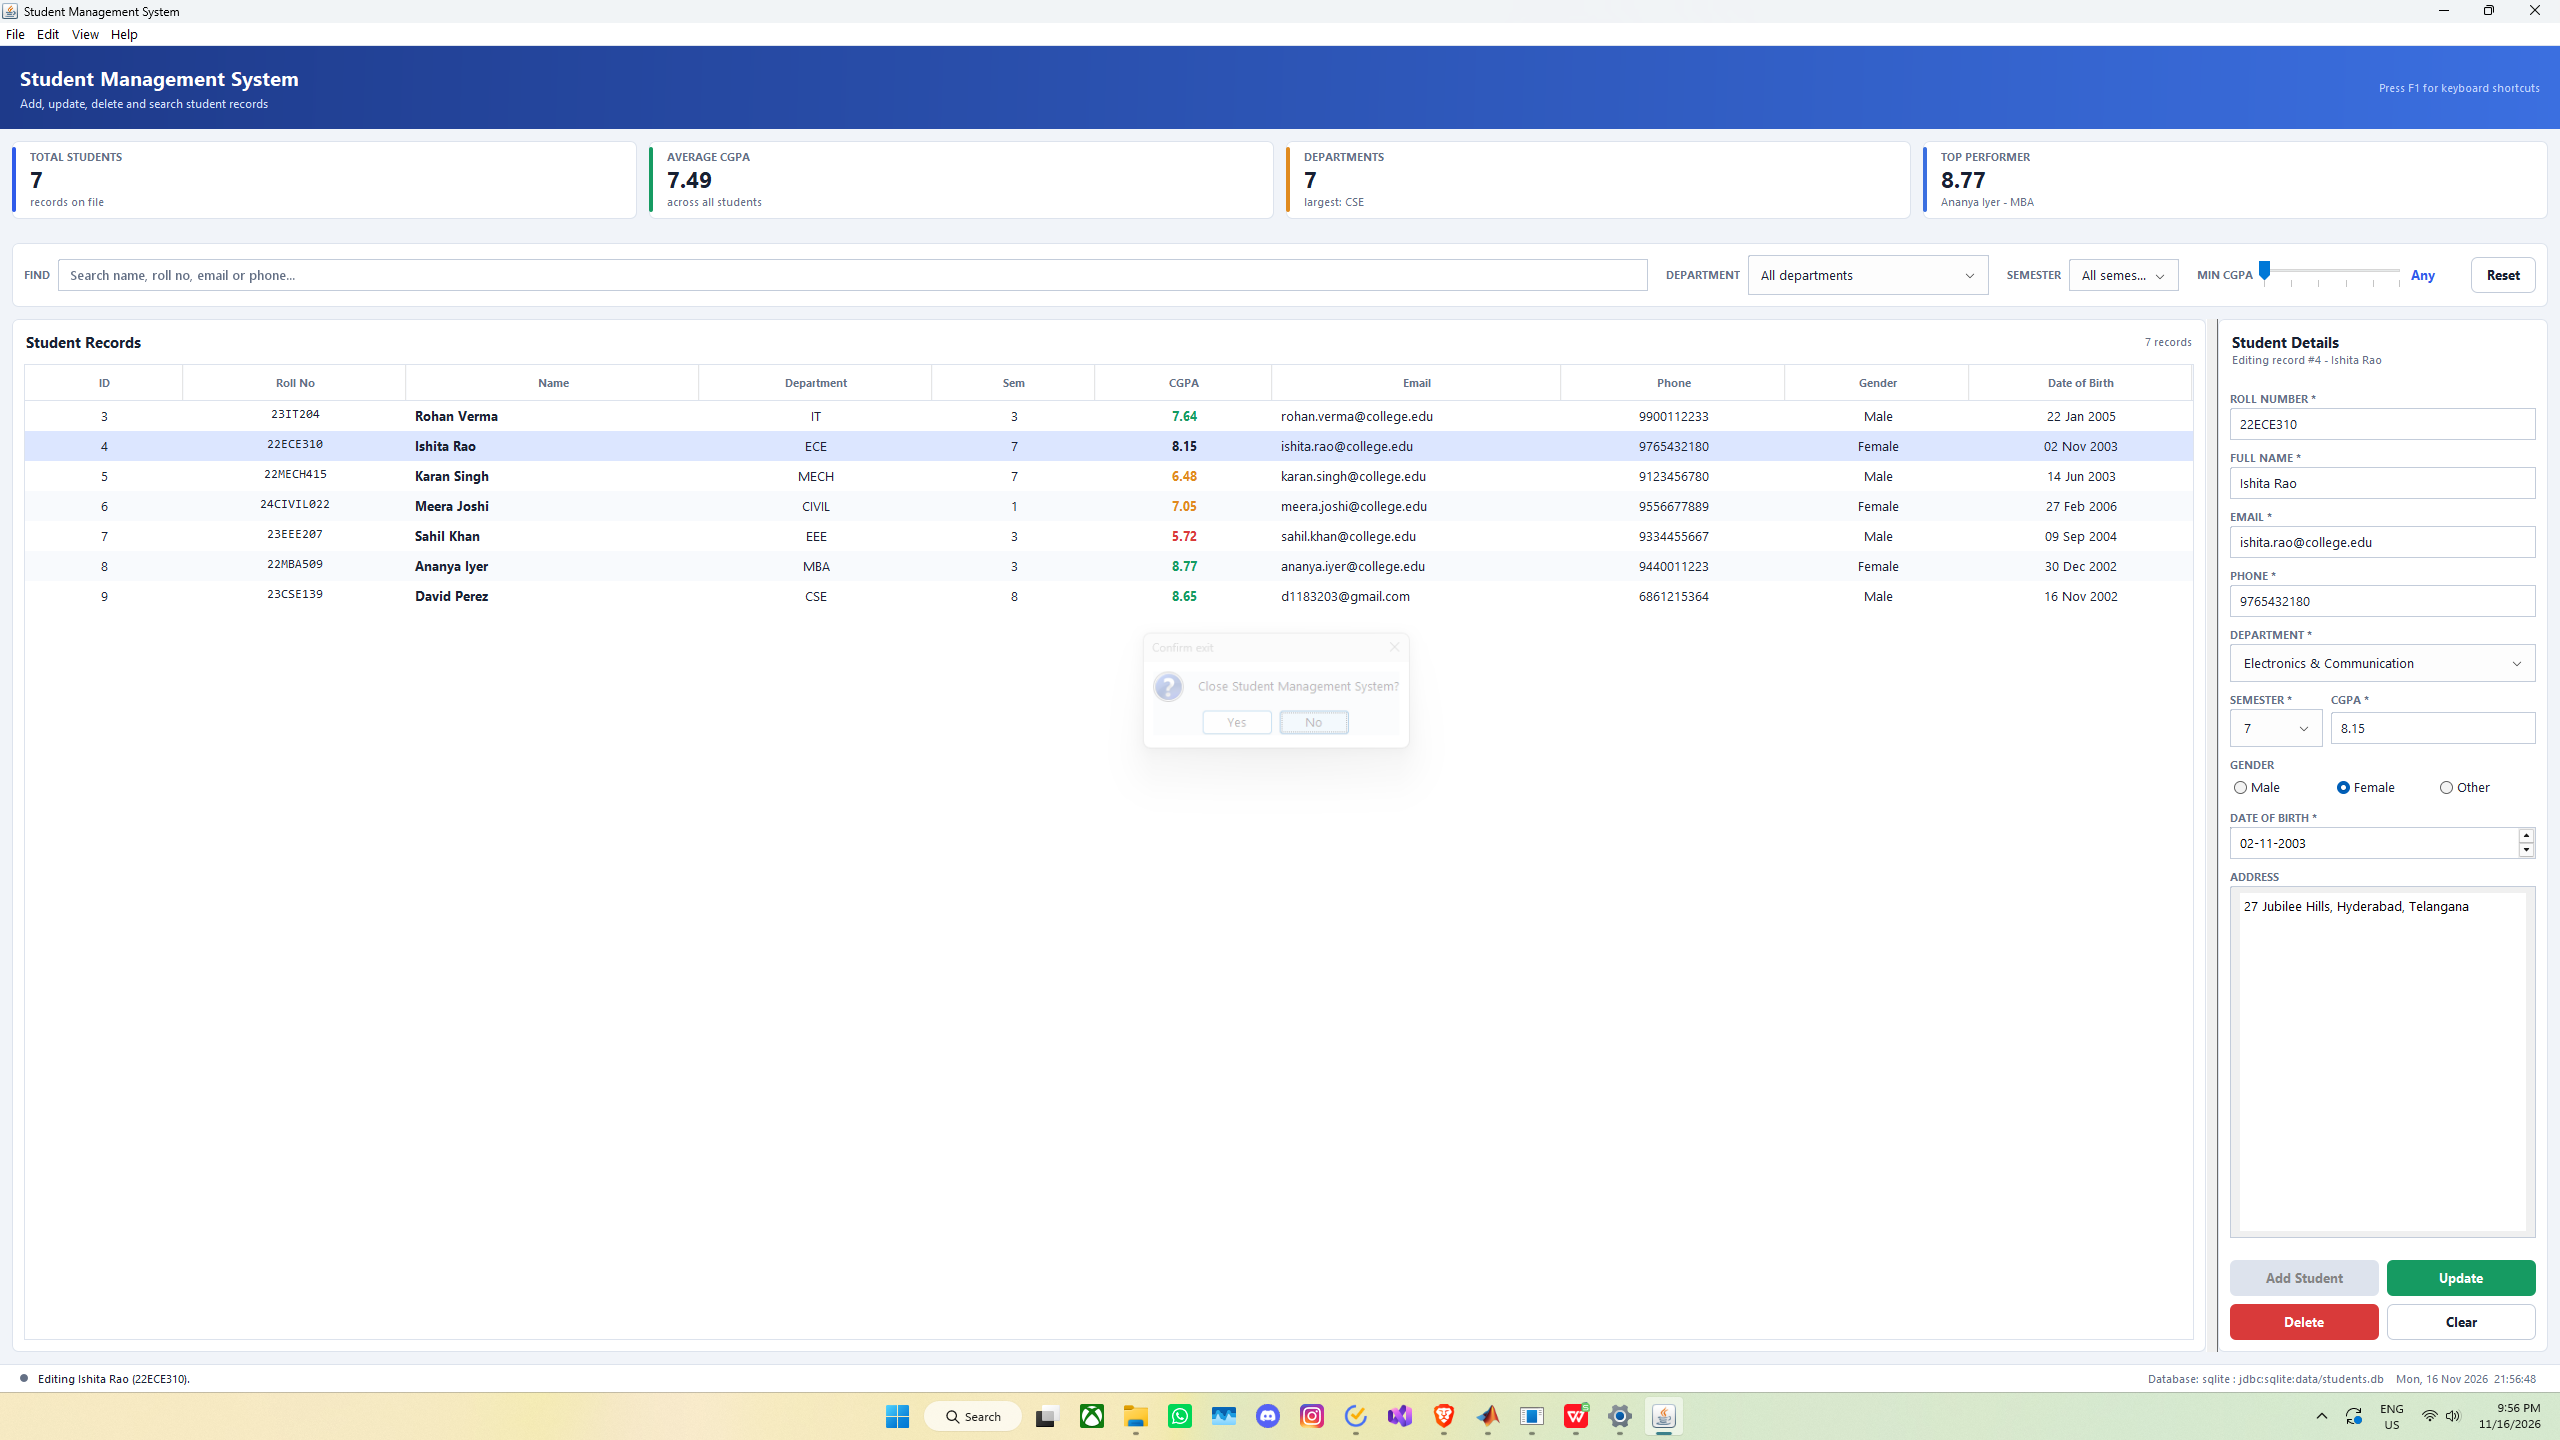 Student Management System
File Edit View Help
Student Management System
Add, update, delete and search student records
Press F1 for keyboard shortcuts
TOTAL STUDENTS
7
records on file
AVERAGE CGPA
7.49
across all students
DEPARTMENTS
7
largest: CSE
TOP PERFORMER
8.77
Ananya Iyer - MBA
FIND Search name, roll no, email or phone... DEPARTMENT All departments SEMESTER All semes... MIN CGPA Any Reset
Student Records 7 records
ID Roll No Name Department Sem CGPA Email Phone Gender Date of Birth
3 23IT204 Rohan Verma IT 3 7.64 rohan.verma@college.edu 9900112233 Male 22 Jan 2005
4 22ECE310 Ishita Rao ECE 7 8.15 ishita.rao@college.edu 9765432180 Female 02 Nov 2003
5 22MECH415 Karan Singh MECH 7 6.48 karan.singh@college.edu 9123456780 Male 14 Jun 2003
6 24CIVIL022 Meera Joshi CIVIL 1 7.05 meera.joshi@college.edu 9556677889 Female 27 Feb 2006
7 23EEE207 Sahil Khan EEE 3 5.72 sahil.khan@college.edu 9334455667 Male 09 Sep 2004
8 22MBA509 Ananya Iyer MBA 3 8.77 ananya.iyer@college.edu 9440011223 Female 30 Dec 2002
9 23CSE139 David Perez CSE 8 8.65 d1183203@gmail.com 6861215364 Male 16 Nov 2002
Confirm exit
Close Student Management System?
Yes No
Student Details
Editing record #4 - Ishita Rao
ROLL NUMBER *
22ECE310
FULL NAME *
Ishita Rao
EMAIL *
ishita.rao@college.edu
PHONE *
9765432180
DEPARTMENT *
Electronics & Communication
SEMESTER * CGPA *
7 8.15
GENDER
Male Female Other
DATE OF BIRTH *
02-11-2003
ADDRESS
27 Jubilee Hills, Hyderabad, Telangana
Add Student Update
Delete Clear
Editing Ishita Rao (22ECE310). Database: sqlite : jdbc:sqlite:data/students.db Mon, 16 Nov 2026 21:56:48
Search
ENG
US
9:56 PM
11/16/2026